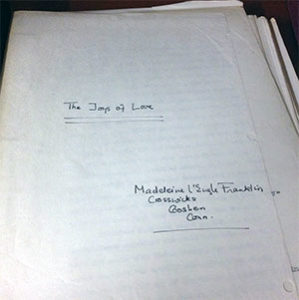 The Joys of Love
Madeleine L'Engle Franklin
Crosswicks
Goshen
Conn.